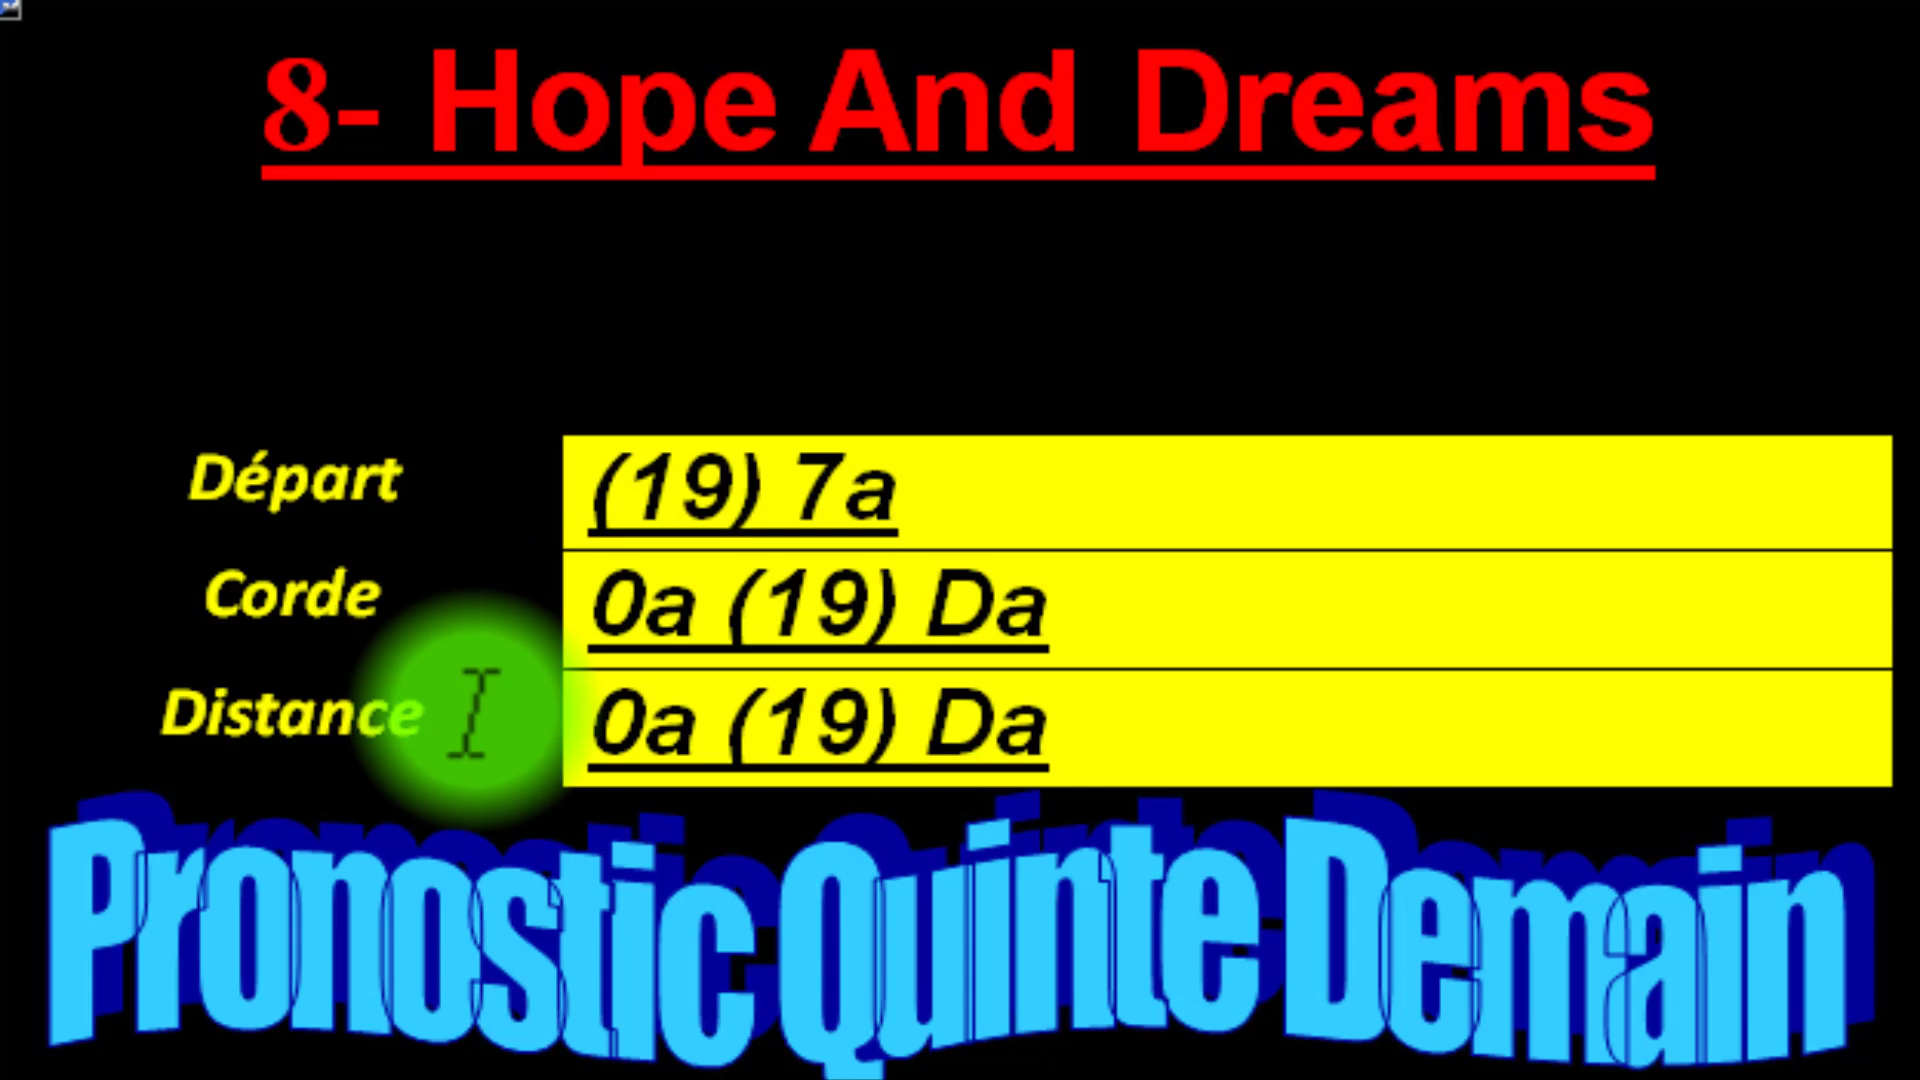 8- Hope And Dreams
Départ (19) 7a
Corde 0a (19) Da
Distance 0a (19) Da
Pronostic Quinte Demain